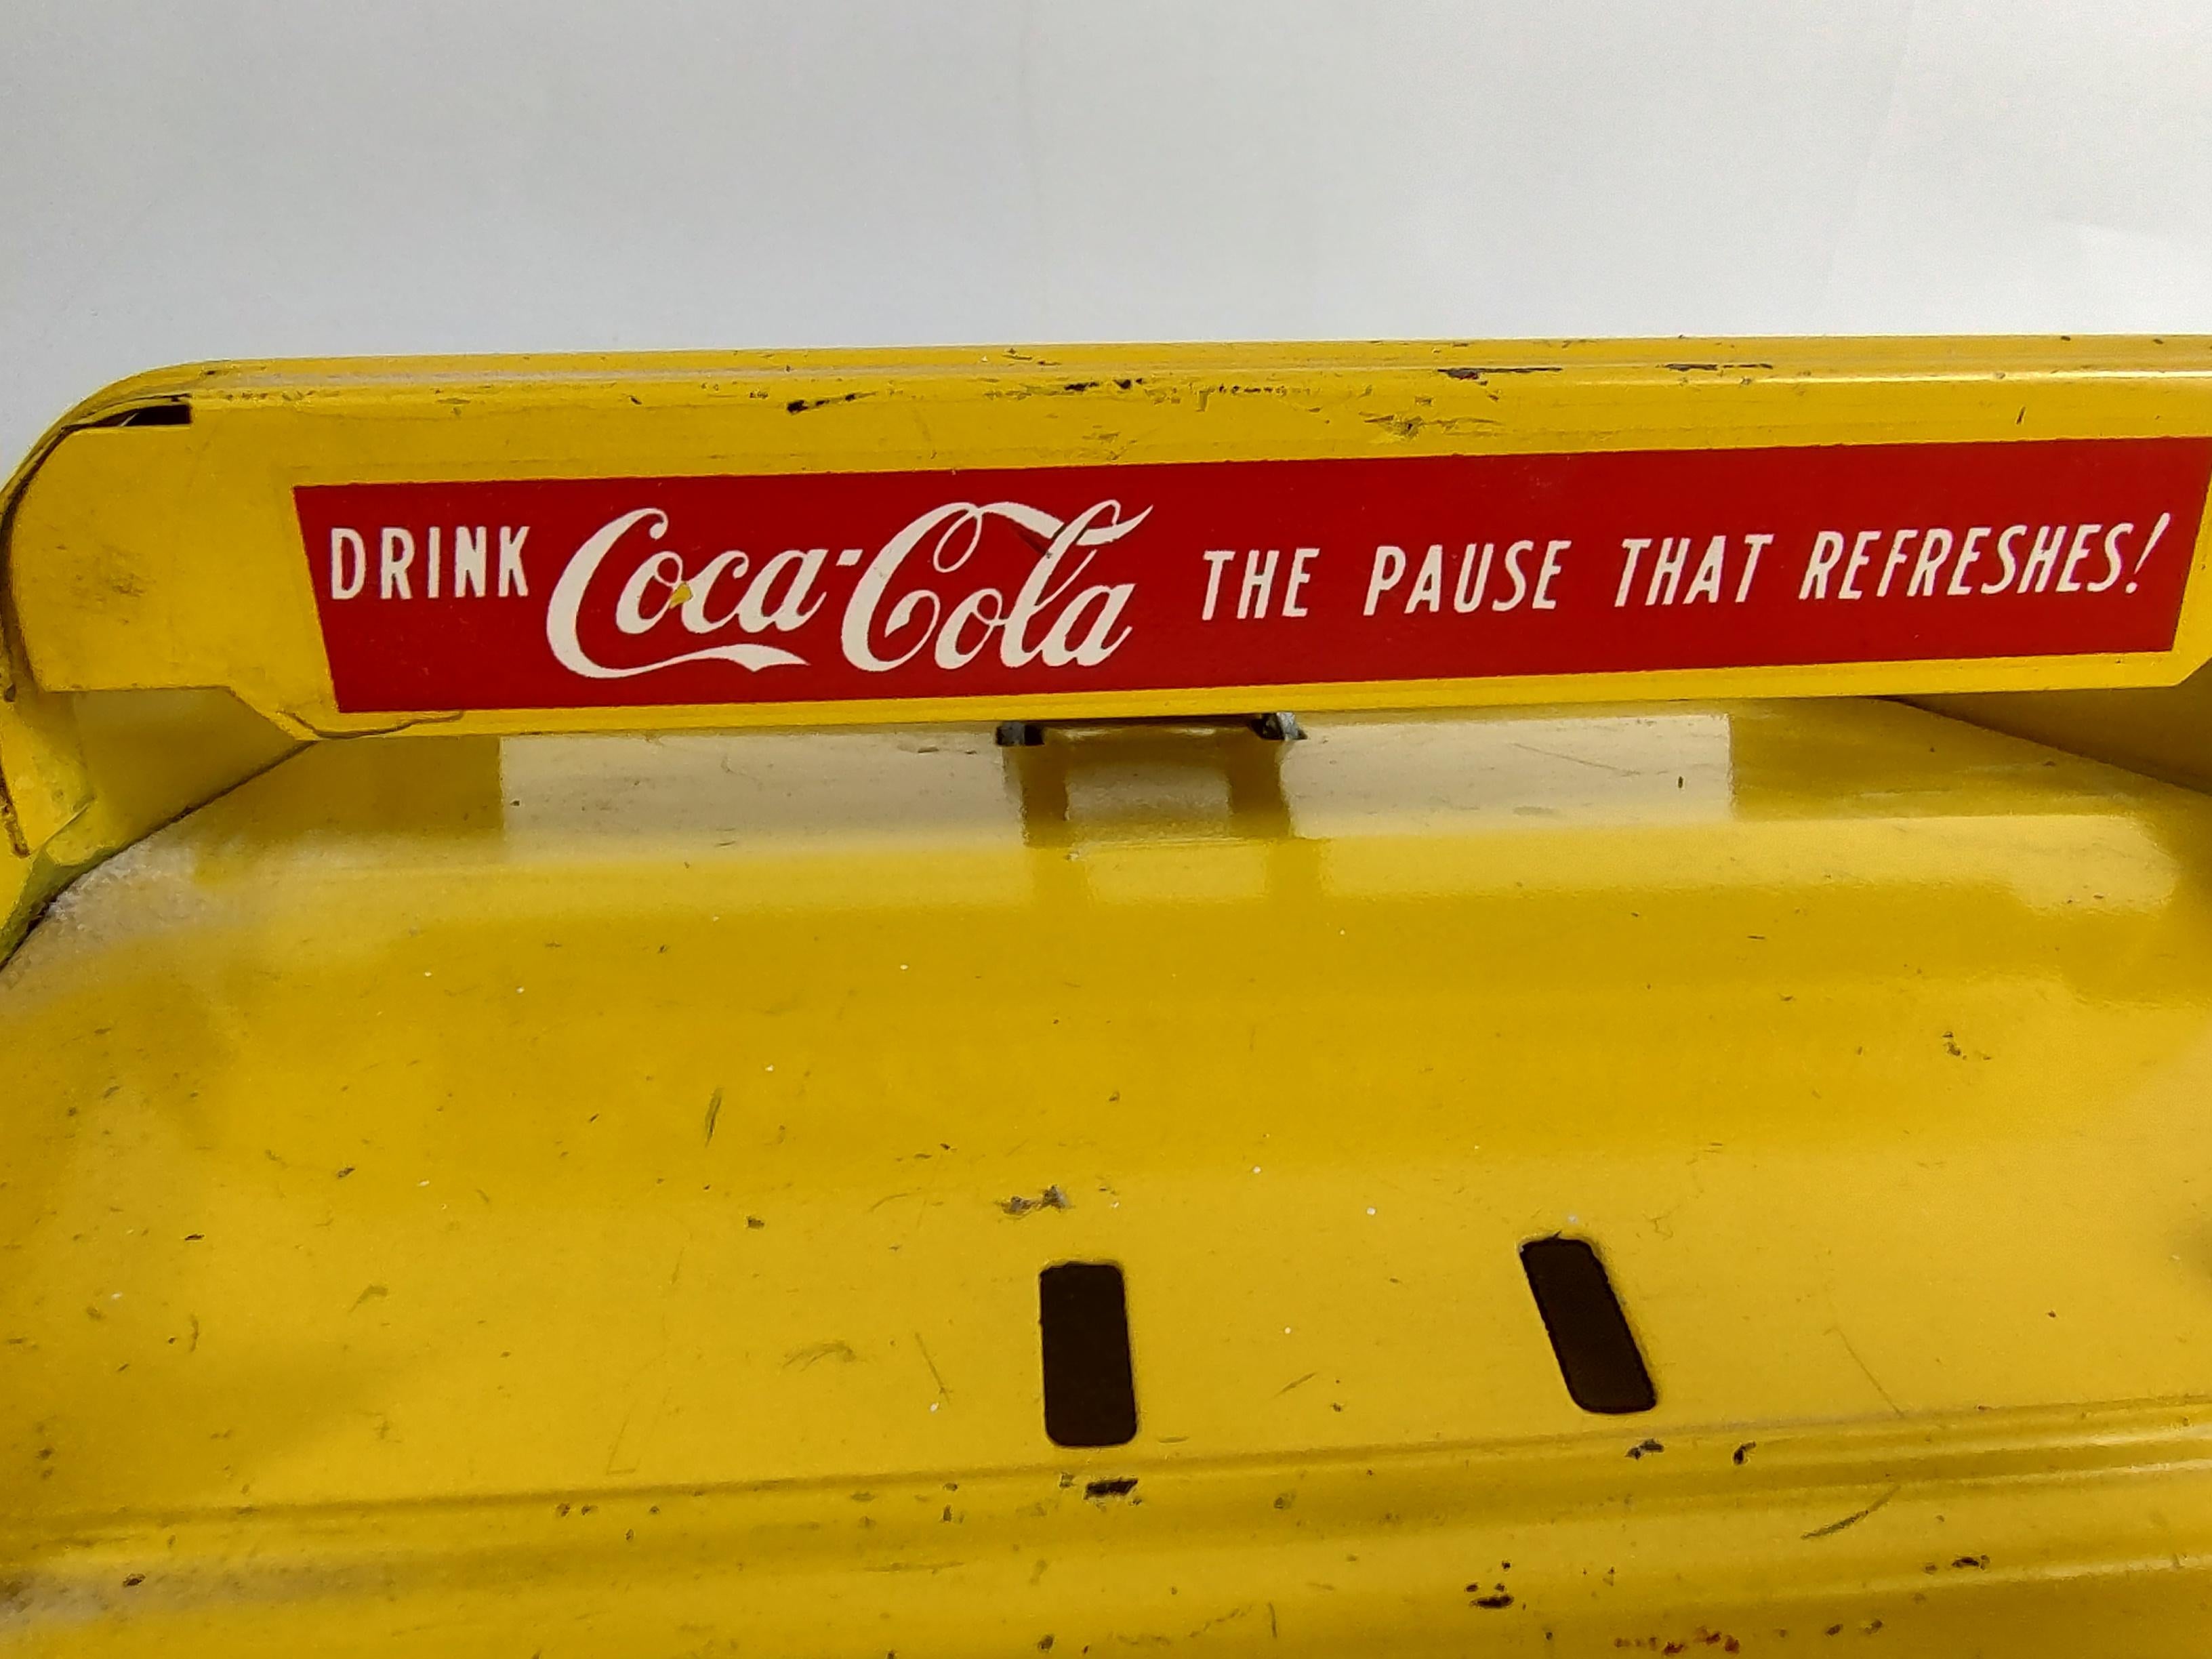 DRINK Coca-Cola THE PAUSE THAT REFRESHES!